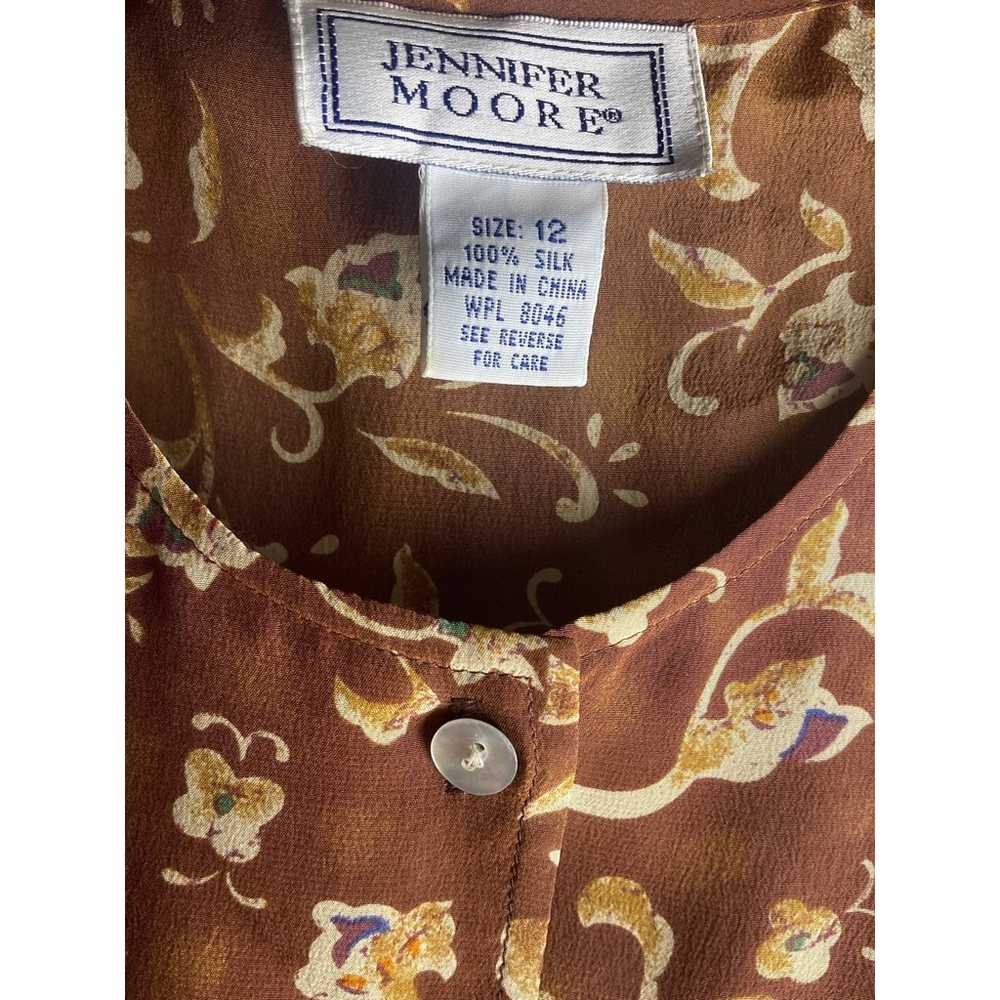 JENNIFER
MOORE®
SIZE: 12
100% SILK
MADE IN CHINA
WPL 8046
SEE REVERSE
FOR CARE